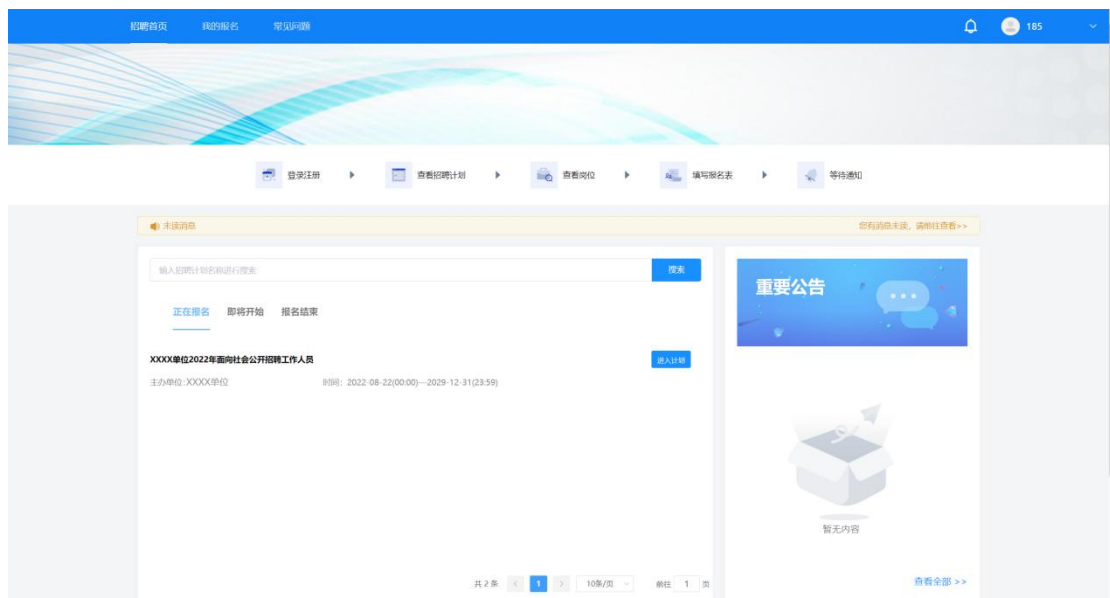 招聘首页 我的报名 常见问题 185
登录注册 查看招聘计划 查看岗位 填写报名表 等待通知
未读消息 您有消息未读，请前往查看>>
输入招聘计划名称进行搜索 搜索
重要公告
正在报名 即将开始 报名结束
XXXX单位2022年面向社会公开招聘工作人员 进入计划
主办单位:XXXX单位 时间：2022-08-22(00:00)—2029-12-31(23:59)
暂无内容
共 2 条 < 1 > 10条/页 前往 1 页
查看全部 >>